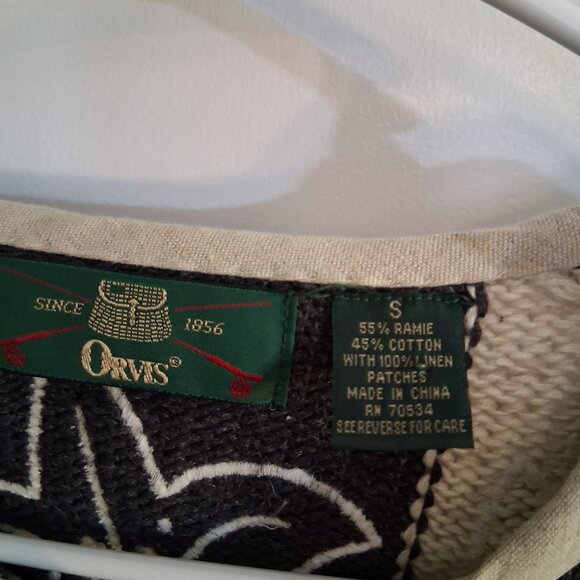 SINCE 1856
ORVIS®
S
55% RAMIE
45% COTTON
WITH 100% LINEN
PATCHES
MADE IN CHINA
RN 70534
SEE REVERSE FOR CARE